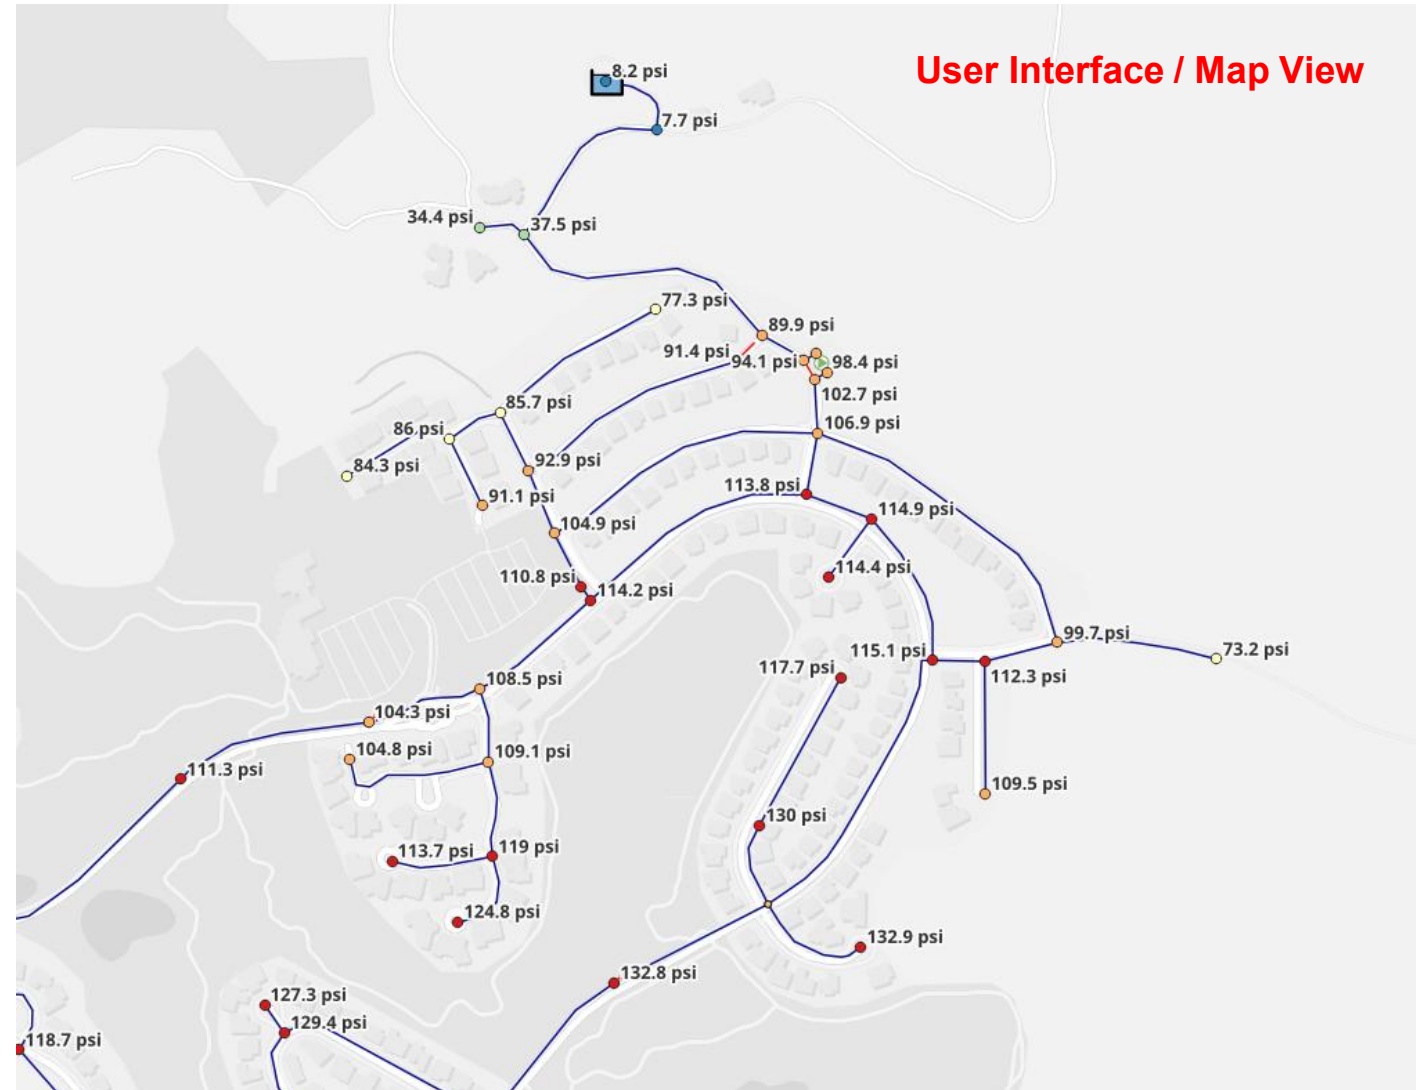 User Interface / Map View
8.2 psi
7.7 psi
34.4 psi
37.5 psi
77.3 psi
89.9 psi
91.4 psi
94.1 psi
98.4 psi
102.7 psi
85.7 psi
106.9 psi
86 psi
84.3 psi
92.9 psi
91.1 psi
113.8 psi
114.9 psi
104.9 psi
114.4 psi
110.8 psi
114.2 psi
99.7 psi
73.2 psi
115.1 psi
117.7 psi
112.3 psi
108.5 psi
104.3 psi
104.8 psi
109.1 psi
111.3 psi
109.5 psi
130 psi
113.7 psi
119 psi
124.8 psi
132.9 psi
132.8 psi
127.3 psi
129.4 psi
118.7 psi